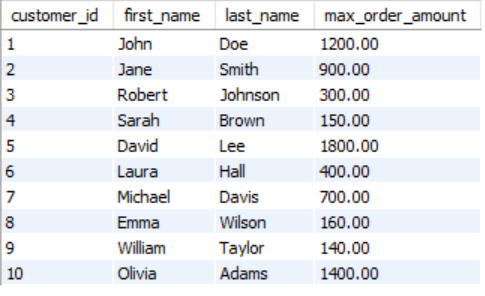 customer_id first_name last_name max_order_amount
1 John Doe 1200.00
2 Jane Smith 900.00
3 Robert Johnson 300.00
4 Sarah Brown 150.00
5 David Lee 1800.00
6 Laura Hall 400.00
7 Michael Davis 700.00
8 Emma Wilson 160.00
9 William Taylor 140.00
10 Olivia Adams 1400.00